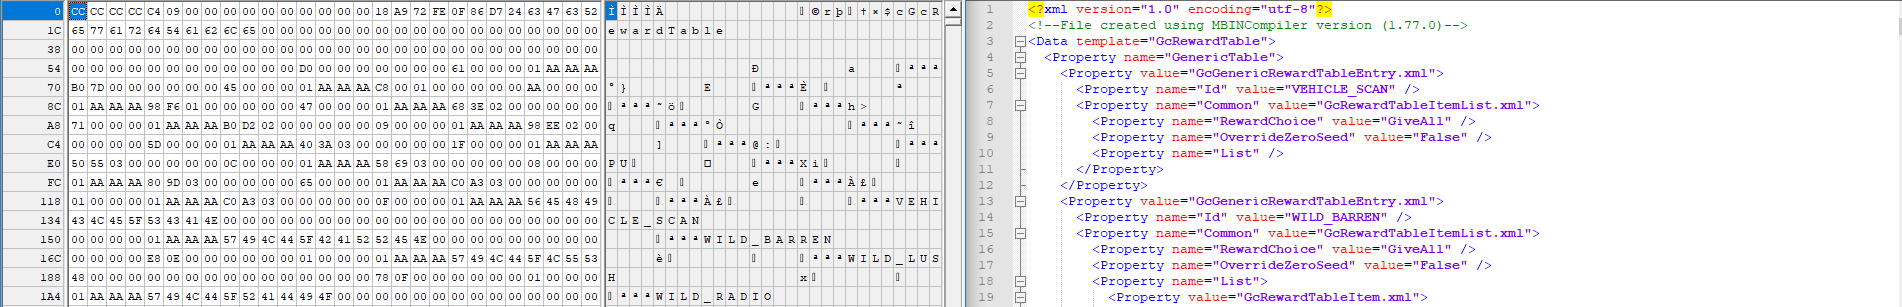 0 CC CC CC CC C4 09 00 00 00 00 00 00 00 00 00 00 18 A9 72 FE 0F 86 D7 24 63 47 63 52 ÌÌÌÌÄ ©rþ †×$cGcR
1C 65 77 61 72 64 54 61 62 6C 65 00 00 00 00 00 00 00 00 00 00 00 00 00 00 00 00 00 00 ewardTable
38 00 00 00 00 00 00 00 00 00 00 00 00 00 00 00 00 00 00 00 00 00 00 00 00 00 00 00 00
54 00 00 00 00 00 00 00 00 00 00 00 00 D0 00 00 00 00 00 00 00 61 00 00 00 01 AA AA AA Ð a ªªª
70 B0 7D 00 00 00 00 00 00 45 00 00 00 01 AA AA AA C8 00 01 00 00 00 00 00 AA 00 00 00 °} E ªªªÈ ª
8C 01 AA AA AA 98 F6 01 00 00 00 00 00 47 00 00 00 01 AA AA AA 68 3E 02 00 00 00 00 00 ªªª˜ö G ªªªh>
A8 71 00 00 00 01 AA AA AA B0 D2 02 00 00 00 00 00 09 00 00 00 01 AA AA AA 98 EE 02 00 q ªªª°Ò ªªª˜î
C4 00 00 00 00 5D 00 00 00 01 AA AA AA 40 3A 03 00 00 00 00 00 1F 00 00 00 01 AA AA AA ] ªªª@: ªªª
E0 50 55 03 00 00 00 00 00 0C 00 00 00 01 AA AA AA 58 69 03 00 00 00 00 00 08 00 00 00 PU ªªªXi
FC 01 AA AA AA 80 9D 03 00 00 00 00 00 65 00 00 00 01 AA AA AA C0 A3 03 00 00 00 00 00 ªªª€ e ªªªÀ£
118 01 00 00 00 01 AA AA AA C0 A3 03 00 00 00 00 00 0F 00 00 00 01 AA AA AA 56 45 48 49 ªªªÀ£ ªªªVEHI
134 43 4C 45 5F 53 43 41 4E 00 00 00 00 00 00 00 00 00 00 00 00 00 00 00 00 00 00 00 00 CLE_SCAN
150 00 00 00 00 01 AA AA AA 57 49 4C 44 5F 42 41 52 52 45 4E 00 00 00 00 00 00 00 00 00 ªªªWILD_BARREN
16C 00 00 00 00 E8 0E 00 00 00 00 00 00 01 00 00 00 01 AA AA AA 57 49 4C 44 5F 4C 55 53 è ªªªWILD_LUS
188 48 00 00 00 00 00 00 00 00 00 00 00 00 00 00 00 78 0F 00 00 00 00 00 00 01 00 00 00 H x
1A4 01 AA AA AA 57 49 4C 44 5F 52 41 44 49 4F 00 00 00 00 00 00 00 00 00 00 00 00 00 00 ªªªWILD_RADIO
1 <?xml version="1.0" encoding="utf-8"?>
2 <!--File created using MBINCompiler version (1.77.0)-->
3 <Data template="GcRewardTable">
4 <Property name="GenericTable">
5 <Property value="GcGenericRewardTableEntry.xml">
6 <Property name="Id" value="VEHICLE_SCAN" />
7 <Property name="Common" value="GcRewardTableItemList.xml">
8 <Property name="RewardChoice" value="GiveAll" />
9 <Property name="OverrideZeroSeed" value="False" />
10 <Property name="List" />
11 </Property>
12 </Property>
13 <Property value="GcGenericRewardTableEntry.xml">
14 <Property name="Id" value="WILD_BARREN" />
15 <Property name="Common" value="GcRewardTableItemList.xml">
16 <Property name="RewardChoice" value="GiveAll" />
17 <Property name="OverrideZeroSeed" value="False" />
18 <Property name="List">
19 <Property value="GcRewardTableItem.xml">